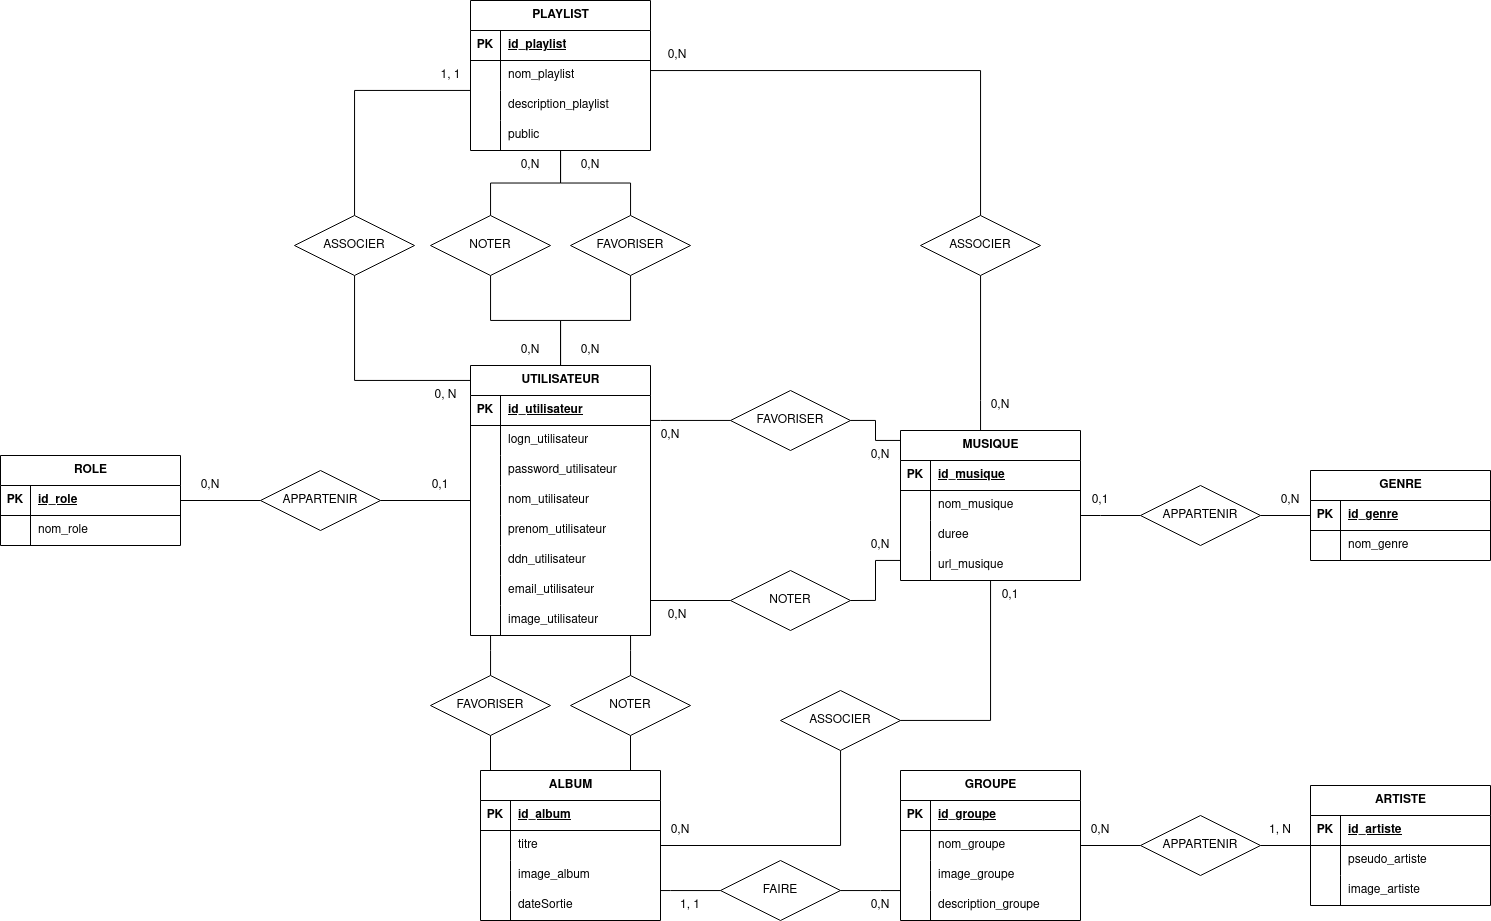 PLAYLIST
PK id_playlist
nom_playlist
description_playlist
public
1, 1
0,N
0,N 0,N
ASSOCIER
NOTER
FAVORISER
ASSOCIER
0,N 0,N
0, N
0,N
UTILISATEUR
PK id_utilisateur
logn_utilisateur
password_utilisateur
nom_utilisateur
prenom_utilisateur
ddn_utilisateur
email_utilisateur
image_utilisateur
FAVORISER
0,N
0,N
NOTER
0,N
0,N
ROLE
PK id_role
nom_role
0,N
APPARTENIR
0,1
MUSIQUE
PK id_musique
nom_musique
duree
url_musique
0,1
APPARTENIR
0,N
GENRE
PK id_genre
nom_genre
0,1
FAVORISER
NOTER
ASSOCIER
ALBUM
PK id_album
titre
image_album
dateSortie
0,N
1, 1
FAIRE
0,N
GROUPE
PK id_groupe
nom_groupe
image_groupe
description_groupe
0,N
APPARTENIR
1, N
ARTISTE
PK id_artiste
pseudo_artiste
image_artiste